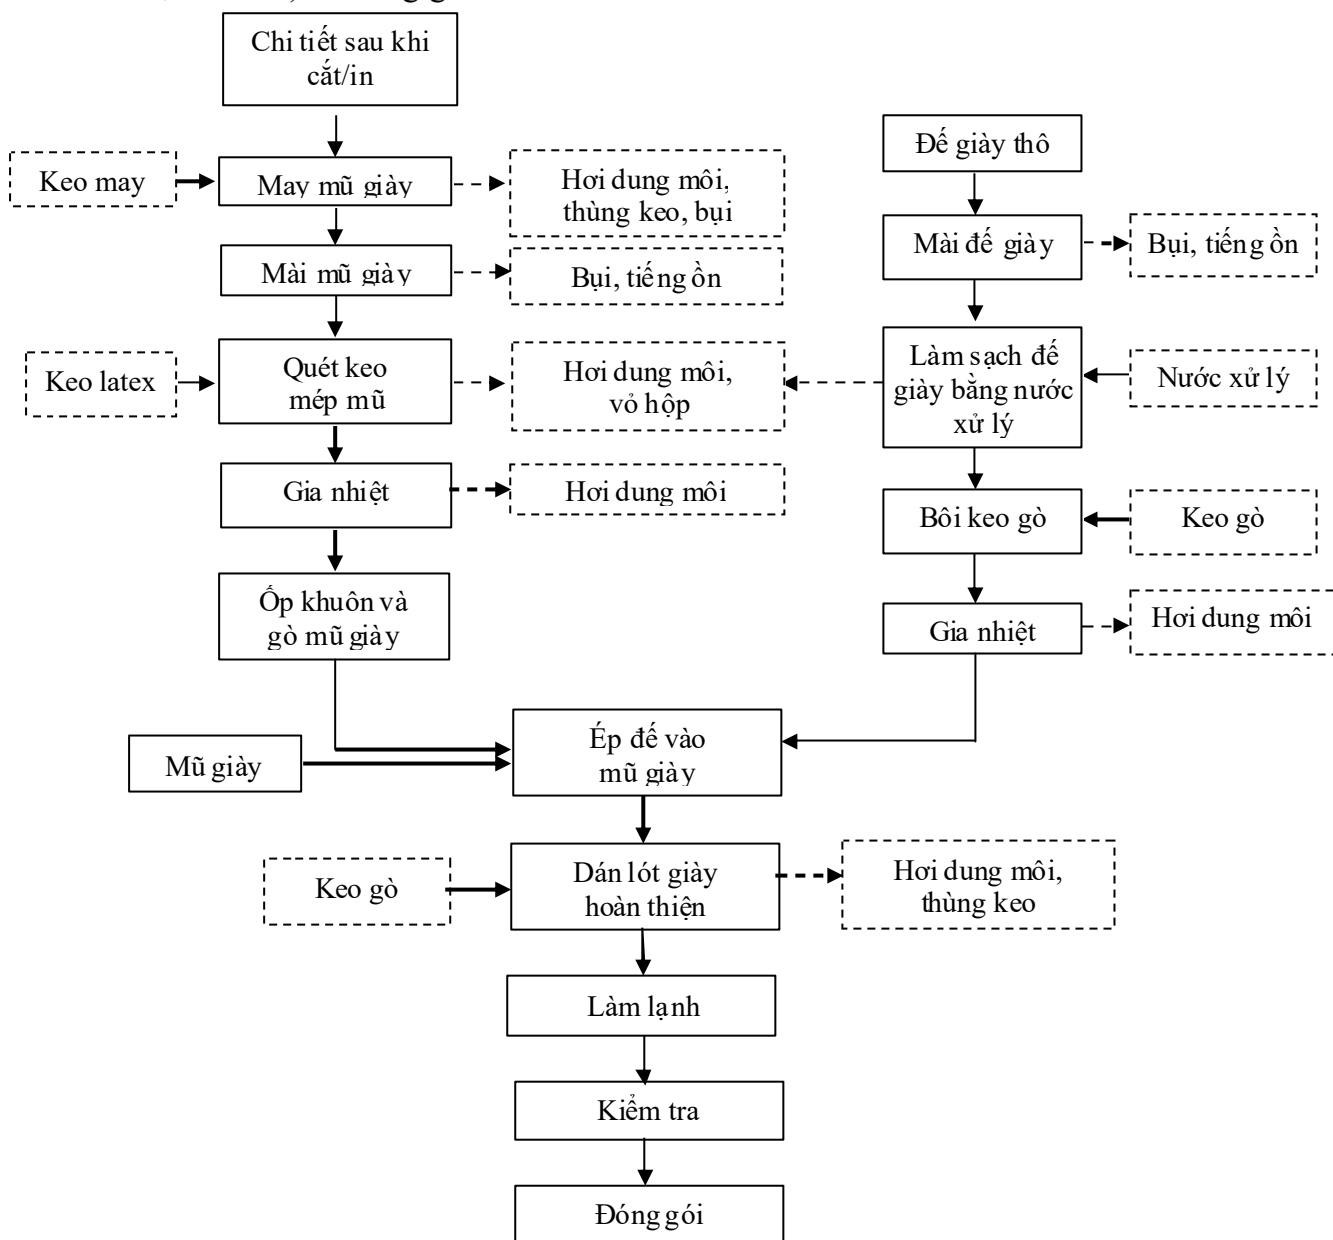 Chi tiết sau khi
cắt/in
Đế giày thô
Keo may
May mũ giày
Hơi dung môi,
thùng keo, bụi
Mài đế giày
Bụi, tiếng ồn
Mài mũ giày
Bụi, tiếng ồn
Keo latex
Quét keo
mép mũ
Hơi dung môi,
vỏ hộp
Làm sạch đế
giày bằng nước
xử lý
Nước xử lý
Gia nhiệt
Hơi dung môi
Bôi keo gò
Keo gò
Ốp khuôn và
gò mũ giày
Gia nhiệt
Hơi dung môi
Mũ giày
Ép đế vào
mũ giày
Keo gò
Dán lót giày
hoàn thiện
Hơi dung môi,
thùng keo
Làm lạnh
Kiểm tra
Đóng gói